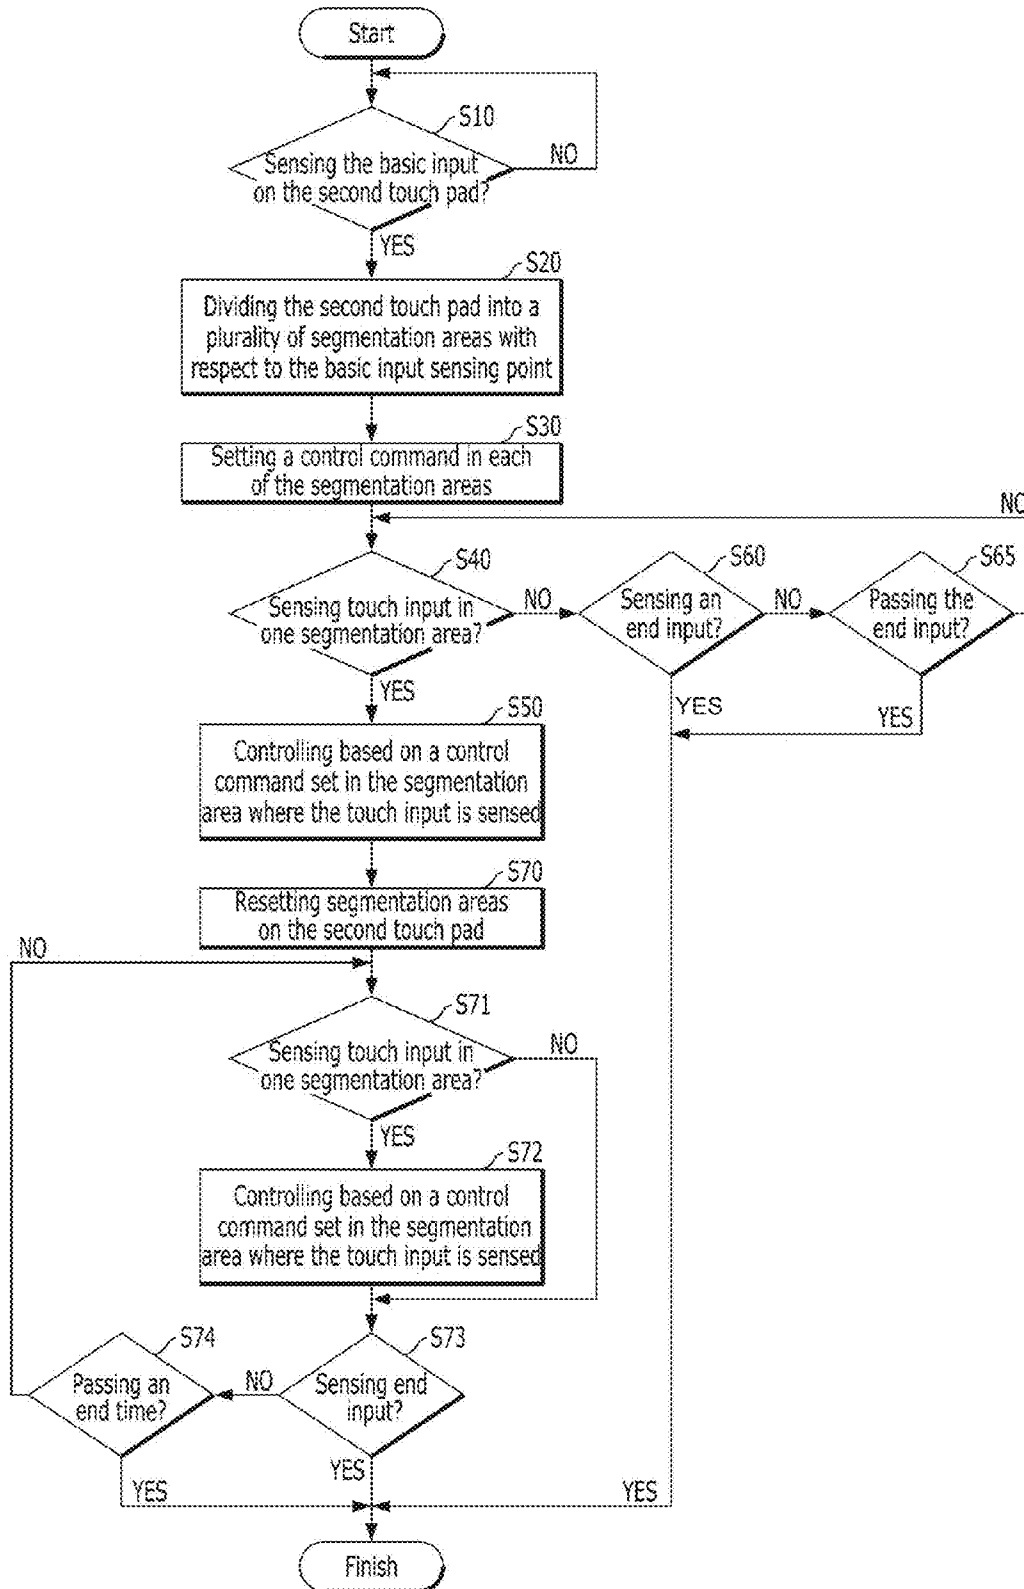 Start
S10
Sensing the basic input
on the second touch pad?
NO
YES
S20
Dividing the second touch pad into a
plurality of segmentation areas with
respect to the basic input sensing point
S30
Setting a control command in each
of the segmentation areas
NO
S40
Sensing touch input in
one segmentation area?
NO
S60
Sensing an
end input?
NO
S65
Passing the
end input?
YES
YES
YES
S50
Controlling based on a control
command set in the segmentation
area where the touch input is sensed
S70
Resetting segmentation areas
on the second touch pad
NO
S71
Sensing touch input in
one segmentation area?
NO
YES
S72
Controlling based on a control
command set in the segmentation
area where the touch input is sensed
S74
Passing an
end time?
NO
S73
Sensing end
input?
YES
YES
YES
Finish